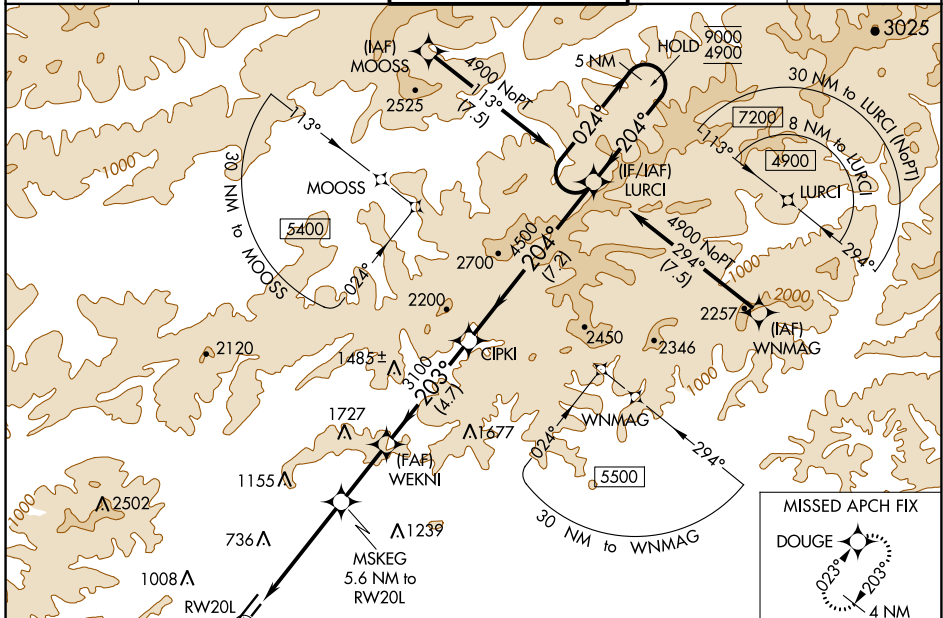 3025
(IAF)
MOOSS
4900 NoPT
113°
(7.5)
2525
5 NM
HOLD
9000
4900
024°
204°
(IF/IAF)
LURCI
30 NM to LURCI (NoPT)
7200
8 NM to LURCI
4900
113°
LURCI
294°
1000
113°
MOOSS
30 NM to MOOSS
5400
024°
2700
4500
204°
(7.2)
4900 NoPT
294°
(7.5)
1000
2000
2257
(IAF)
WNMAG
2200
2120
1485±
CIPKI
2450
2346
3100
203°
(4.7)
1000
WNMAG
024°
294°
5500
30 NM to WNMAG
1727
1677
(FAF)
WEKNI
1155
1000
2502
736
1239
MSKEG
5.6 NM to
RW20L
1008
RW20L
MISSED APCH FIX
DOUGE
023°
203°
4 NM